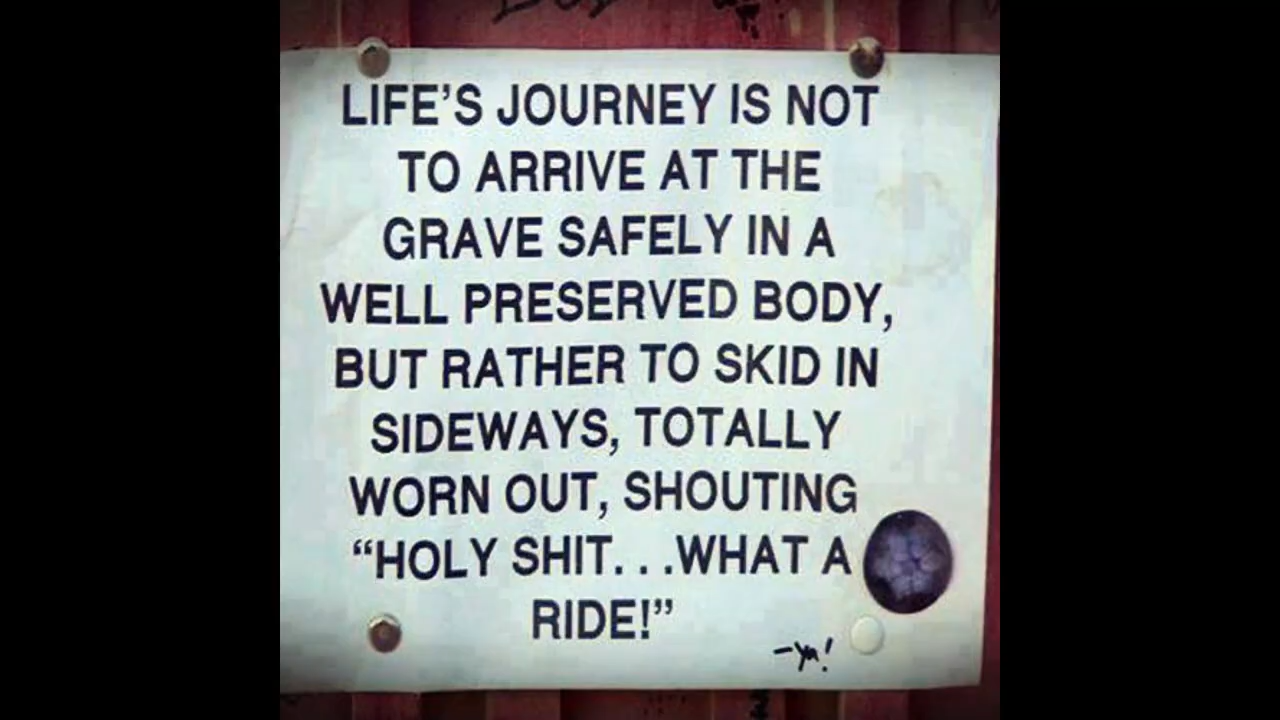 LIFE'S JOURNEY IS NOT
TO ARRIVE AT THE
GRAVE SAFELY IN A
WELL PRESERVED BODY,
BUT RATHER TO SKID IN
SIDEWAYS, TOTALLY
WORN OUT, SHOUTING
“HOLY SHIT. . .WHAT A
RIDE!”
-ya!